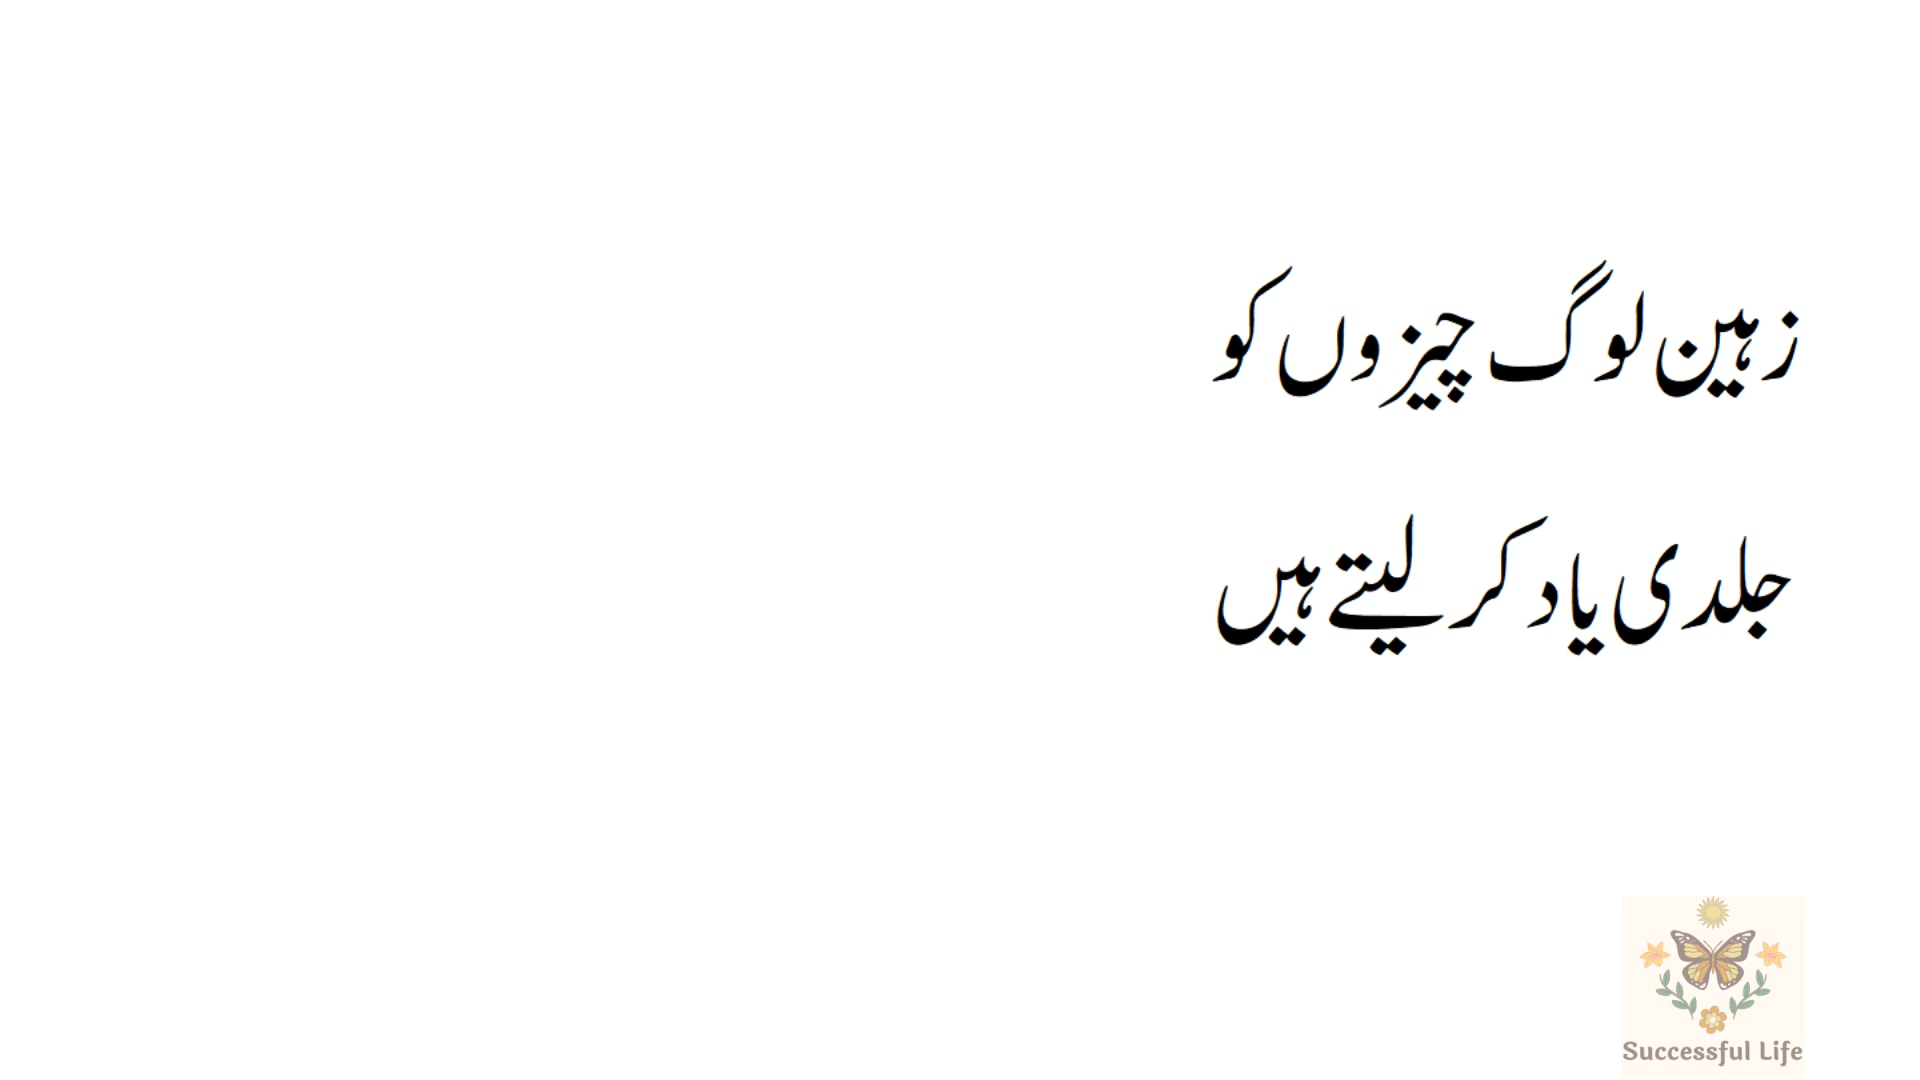 زہین لوگ چیزوں کو
جلدی یاد کر لیتے ہیں
Successful Life